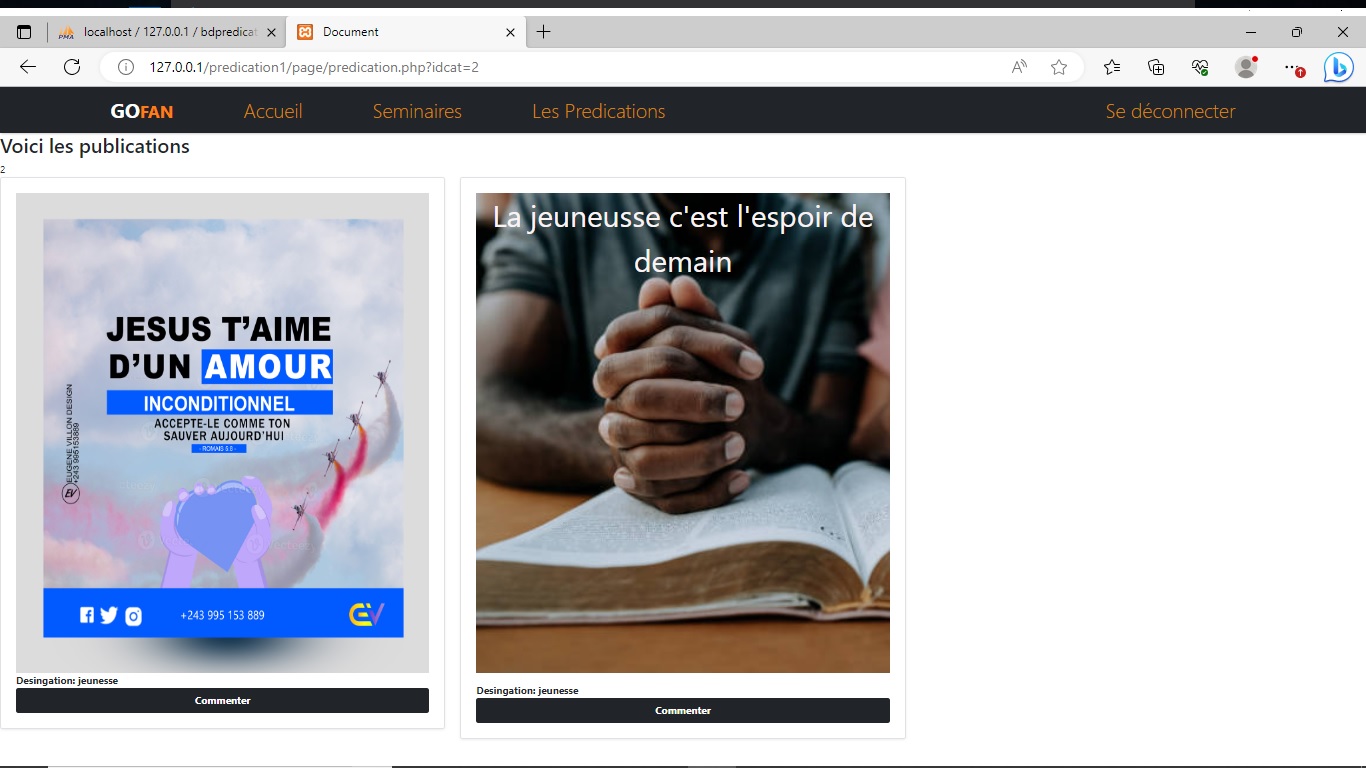 localhost / 127.0.0.1 / bdpredicat
Document
127.0.0.1/predication1/page/predication.php?idcat=2
GOFAN
Accueil
Seminaires
Les Predications
Se déconnecter
Voici les publications
2
JESUS T'AIME
D'UN AMOUR
INCONDITIONNEL
ACCEPTE-LE COMME TON
SAUVER AUJOURD'HUI
- ROMAIS 5:8 -
EUGENE VILLON DESIGN
+243 995153889
EV
+243 995 153 889
EV
Desingation: jeunesse
Commenter
La jeuneusse c'est l'espoir de
demain
Desingation: jeunesse
Commenter